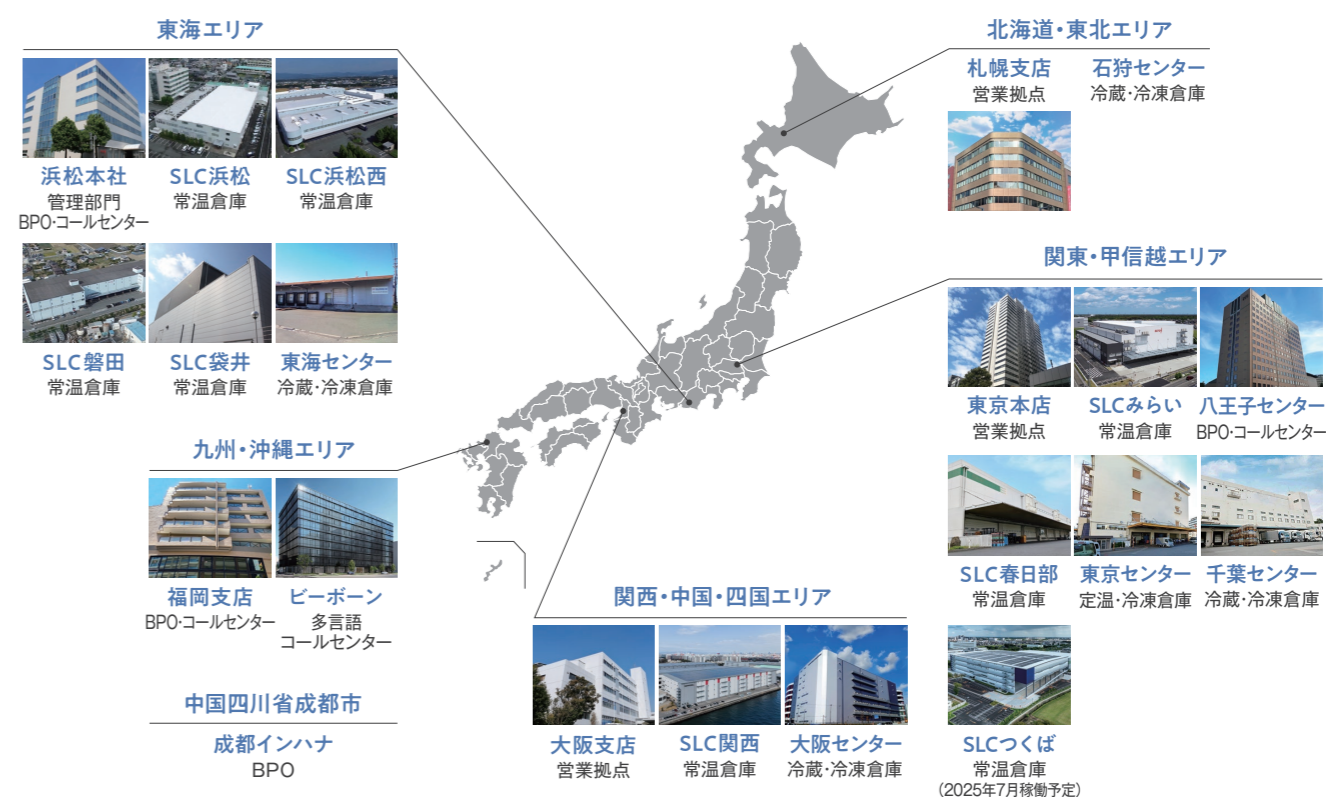 東海エリア
浜松本社
管理部門
BPO・コールセンター
SLC浜松
常温倉庫
SLC浜松西
常温倉庫
SLC磐田
常温倉庫
SLC袋井
常温倉庫
東海センター
冷蔵・冷凍倉庫
北海道・東北エリア
札幌支店
営業拠点
石狩センター
冷蔵・冷凍倉庫
関東・甲信越エリア
東京本店
営業拠点
SLCみらい
常温倉庫
八王子センター
BPO・コールセンター
SLC春日部
常温倉庫
東京センター
定温・冷凍倉庫
千葉センター
冷蔵・冷凍倉庫
SLCつくば
常温倉庫
（2025年7月稼働予定）
九州・沖縄エリア
福岡支店
BPO・コールセンター
ビーボーン
多言語
コールセンター
関西・中国・四国エリア
大阪支店
営業拠点
SLC関西
常温倉庫
大阪センター
冷蔵・冷凍倉庫
中国四川省成都市
成都インハナ
BPO